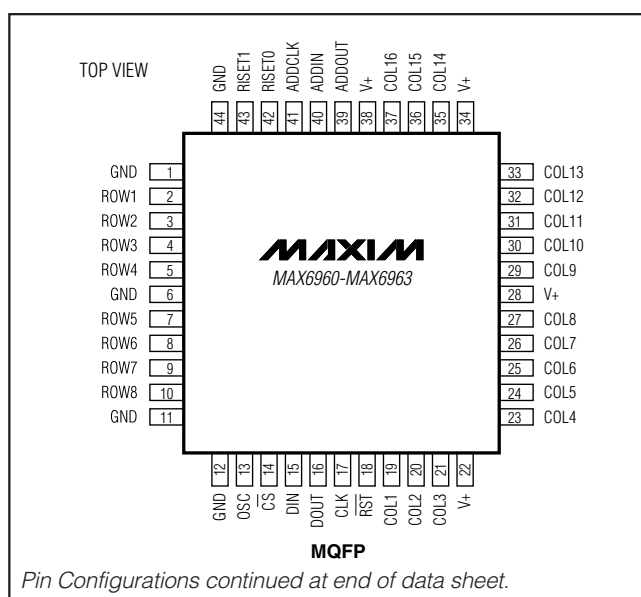 TOP VIEW
GND
RISET1
RISET0
ADDCLK
ADDIN
ADDOUT
V+
COL16
COL15
COL14
V+
44
43
42
41
40
39
38
37
36
35
34
GND 1
ROW1 2
ROW2 3
ROW3 4
ROW4 5
GND 6
ROW5 7
ROW6 8
ROW7 9
ROW8 10
GND 11
MAXIM
MAX6960-MAX6963
33 COL13
32 COL12
31 COL11
30 COL10
29 COL9
28 V+
27 COL8
26 COL7
25 COL6
24 COL5
23 COL4
12
13
14
15
16
17
18
19
20
21
22
GND
OSC
CS
DIN
DOUT
CLK
RST
COL1
COL2
COL3
V+
MQFP
Pin Configurations continued at end of data sheet.